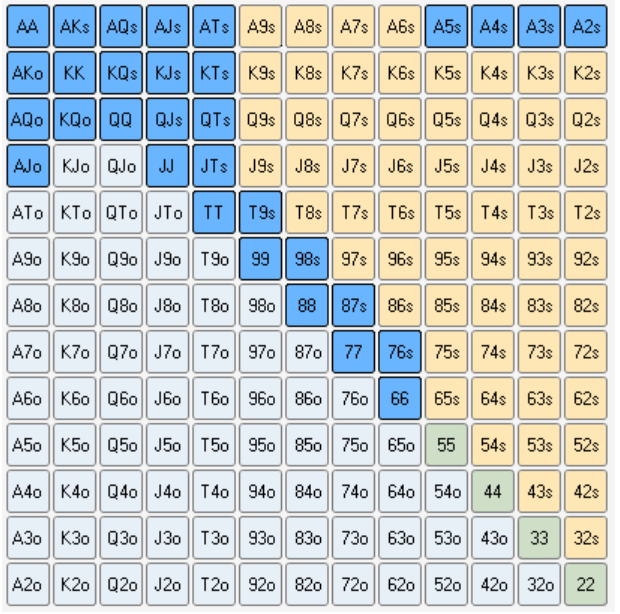 AA AKs AQs AJs ATs A9s A8s A7s A6s A5s A4s A3s A2s
AKo KK KQs KJs KTs K9s K8s K7s K6s K5s K4s K3s K2s
AQo KQo QQ QJs QTs Q9s Q8s Q7s Q6s Q5s Q4s Q3s Q2s
AJo KJo QJo JJ JTs J9s J8s J7s J6s J5s J4s J3s J2s
ATo KTo QTo JTo TT T9s T8s T7s T6s T5s T4s T3s T2s
A9o K9o Q9o J9o T9o 99 98s 97s 96s 95s 94s 93s 92s
A8o K8o Q8o J8o T8o 98o 88 87s 86s 85s 84s 83s 82s
A7o K7o Q7o J7o T7o 97o 87o 77 76s 75s 74s 73s 72s
A6o K6o Q6o J6o T6o 96o 86o 76o 66 65s 64s 63s 62s
A5o K5o Q5o J5o T5o 95o 85o 75o 65o 55 54s 53s 52s
A4o K4o Q4o J4o T4o 94o 84o 74o 64o 54o 44 43s 42s
A3o K3o Q3o J3o T3o 93o 83o 73o 63o 53o 43o 33 32s
A2o K2o Q2o J2o T2o 92o 82o 72o 62o 52o 42o 32o 22